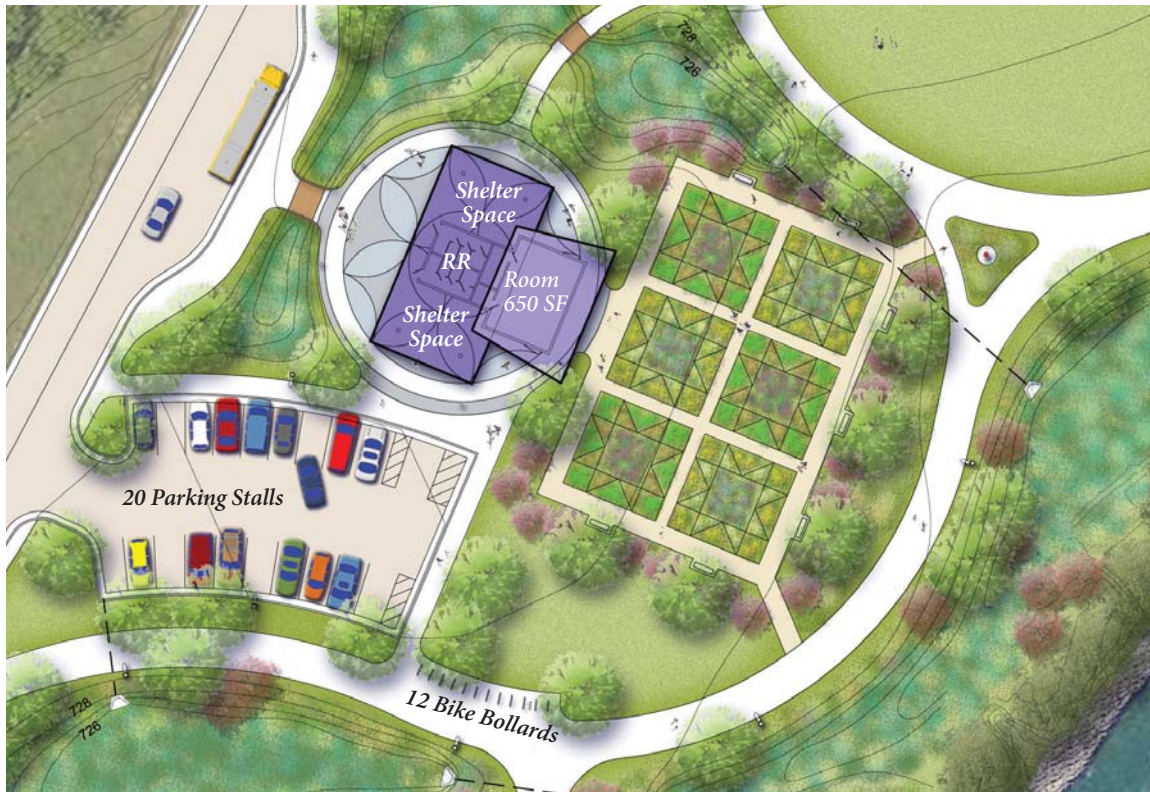 728
726
Shelter
Space
RR
Room
650 SF
Shelter
Space
20 Parking Stalls
12 Bike Bollards
728
726